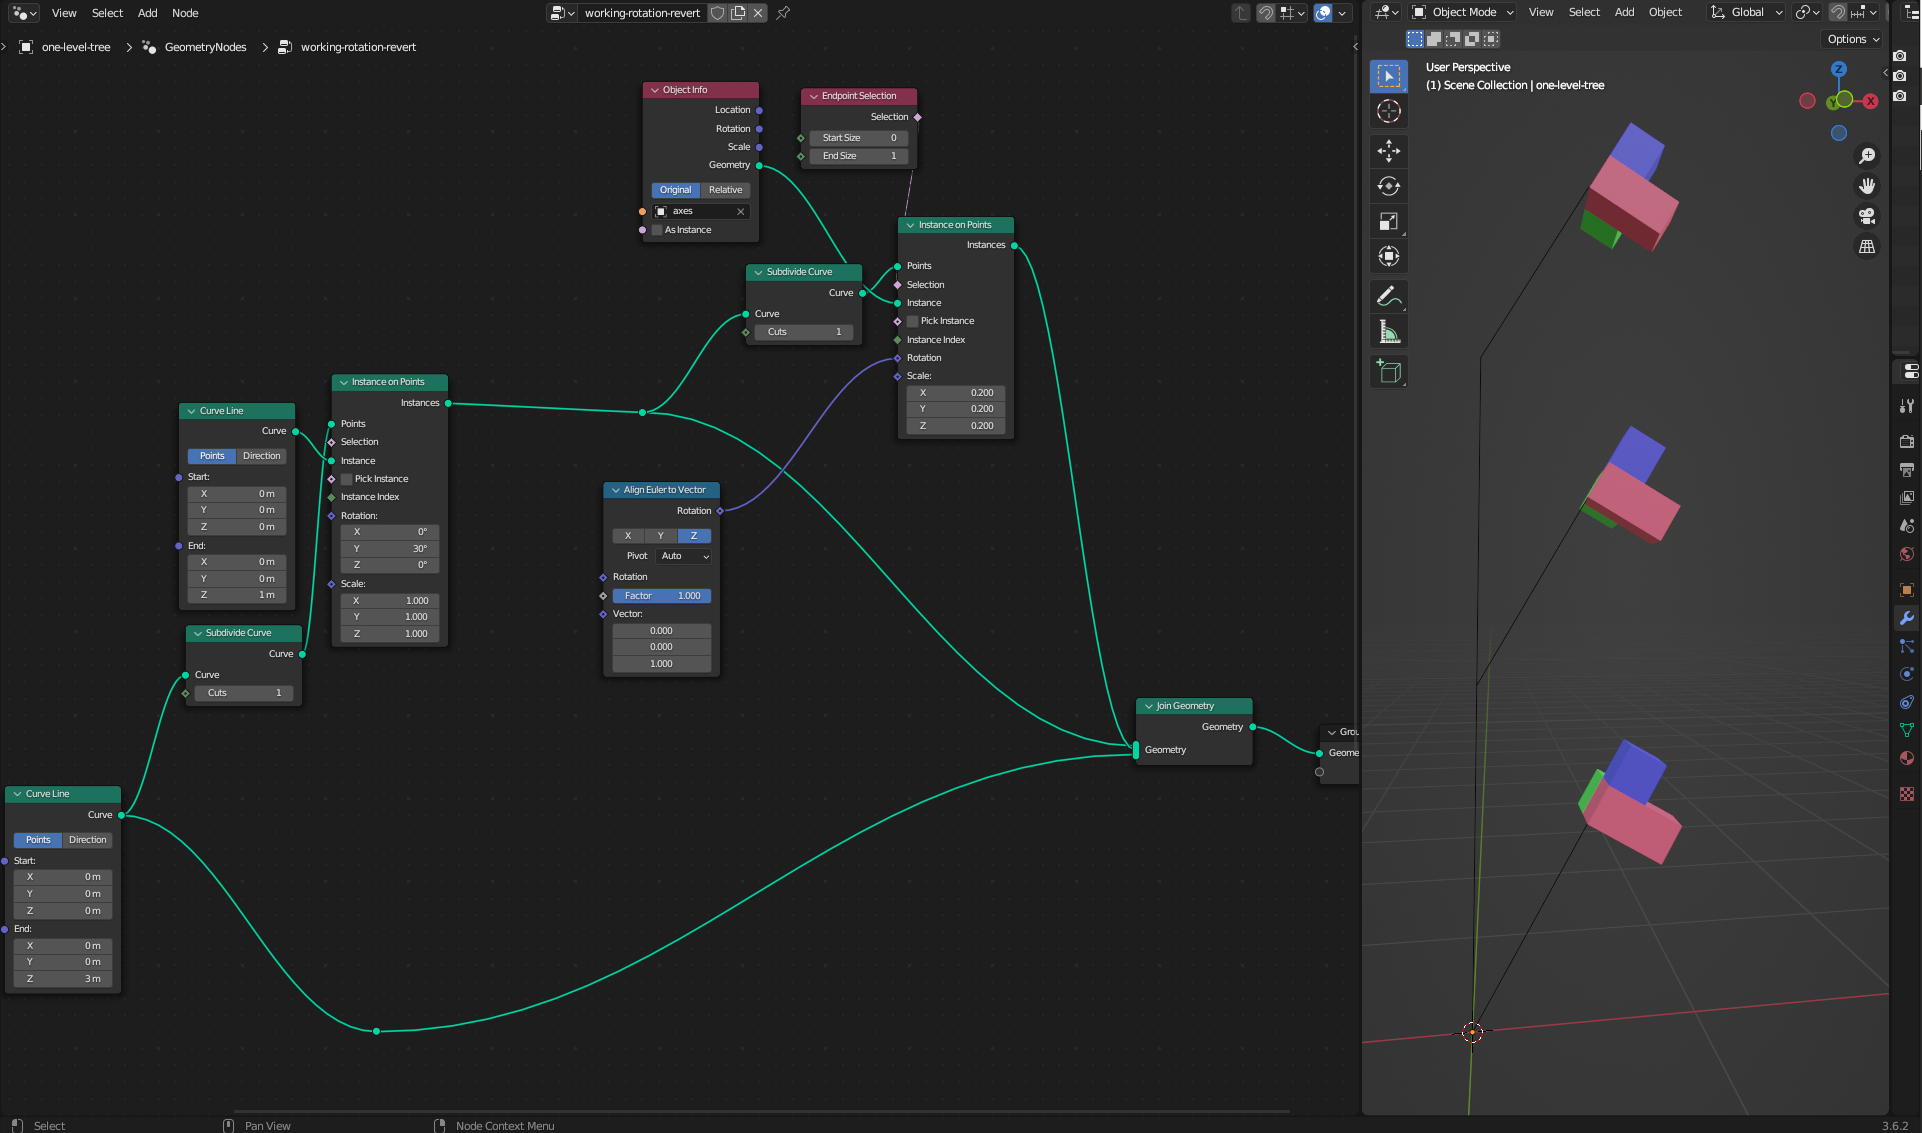 View Select Add Node
working-rotation-revert
Object Mode View Select Add Object Global
one-level-tree GeometryNodes working-rotation-revert
Options
User Perspective
(1) Scene Collection | one-level-tree
Z
Y
X
Object Info
Location
Rotation
Scale
Geometry
Original Relative
axes
As Instance
Endpoint Selection
Selection
Start Size 0
End Size 1
Instance on Points
Instances
Points
Selection
Instance
Pick Instance
Instance Index
Rotation
Scale:
X 0.200
Y 0.200
Z 0.200
Subdivide Curve
Curve
Curve
Cuts 1
Instance on Points
Instances
Points
Selection
Instance
Pick Instance
Instance Index
Rotation:
X 0°
Y 30°
Z 0°
Scale:
X 1.000
Y 1.000
Z 1.000
Curve Line
Curve
Points Direction
Start:
X 0 m
Y 0 m
Z 0 m
End:
X 0 m
Y 0 m
Z 1 m
Align Euler to Vector
Rotation
X Y Z
Pivot Auto
Rotation
Factor 1.000
Vector:
0.000
0.000
1.000
Subdivide Curve
Curve
Curve
Cuts 1
Join Geometry
Geometry
Geometry
Grou
Geome
Curve Line
Curve
Points Direction
Start:
X 0 m
Y 0 m
Z 0 m
End:
X 0 m
Y 0 m
Z 3 m
Select Pan View Node Context Menu 3.6.2